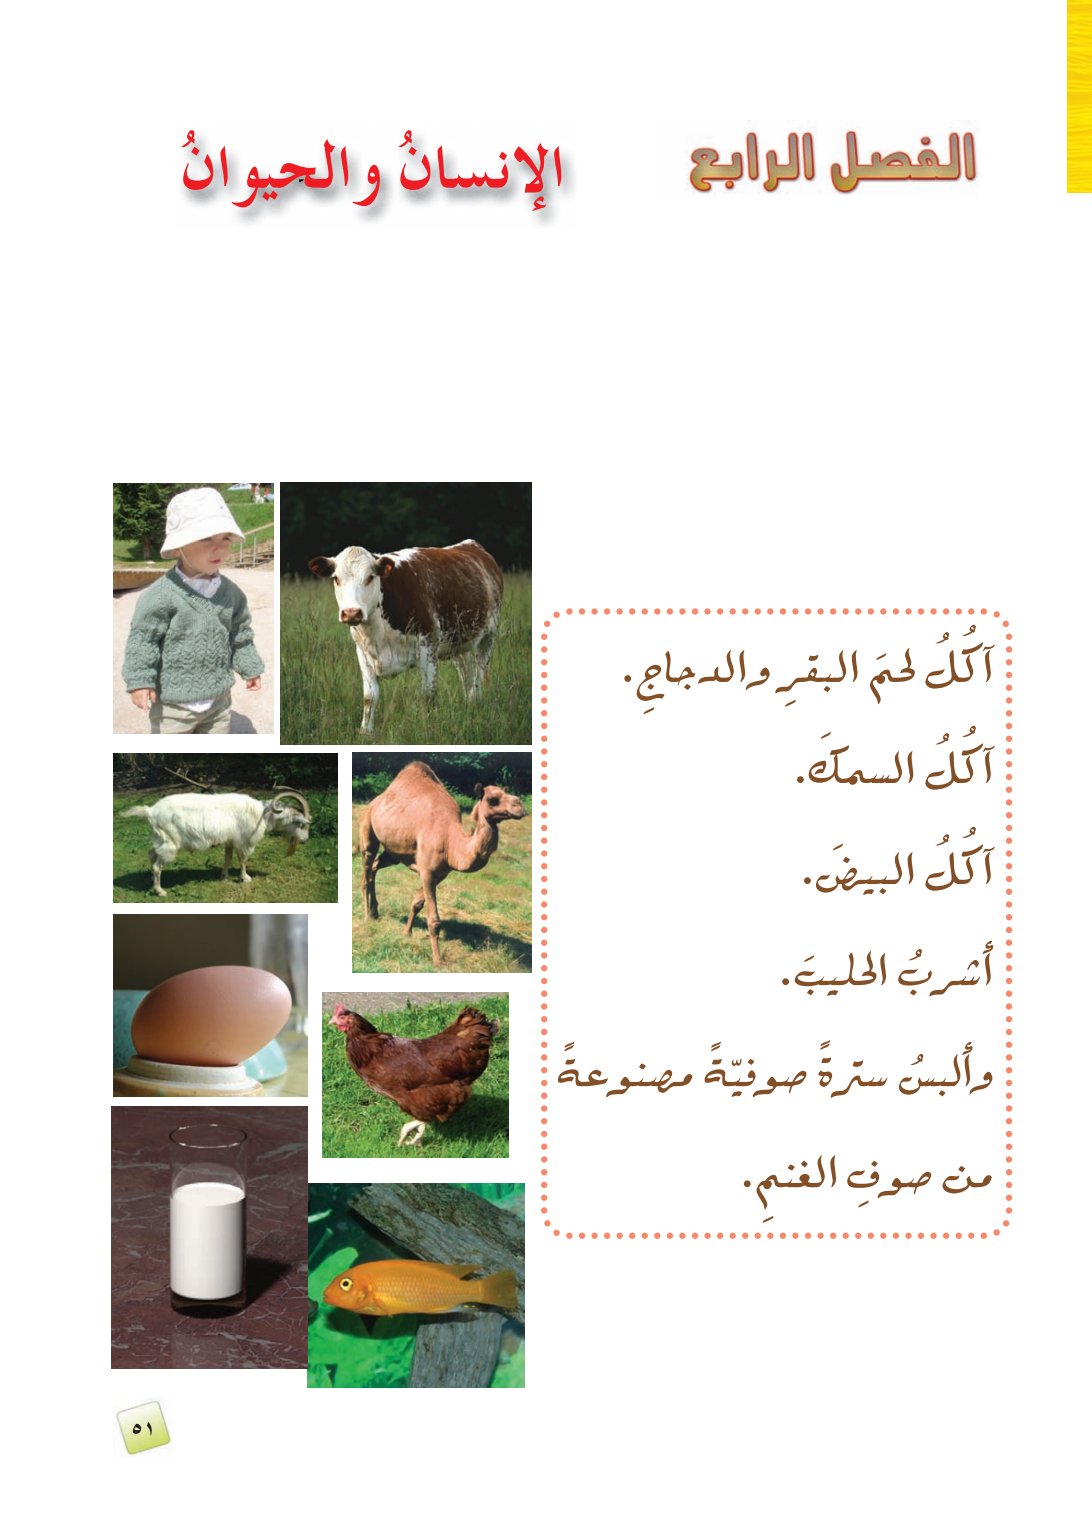 الفصل الرابع
الإنسانُ والحيوانُ
آكُلُ لحمَ البقرِ والدجاجِ.
آكُلُ السمكَ.
آكُلُ البيضَ.
أشربُ الحليبَ.
وألبسُ سترةً صوفيّةً مصنوعةً
من صوفِ الغنمِ.
٥١